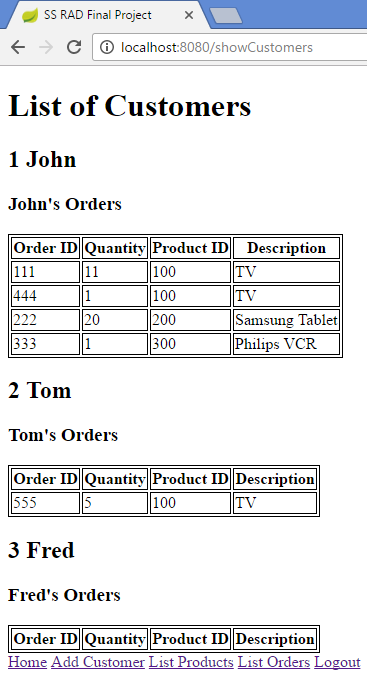 SS RAD Final Project
localhost:8080/showCustomers
List of Customers
1 John
John's Orders
Order ID Quantity Product ID Description
111 11 100 TV
444 1 100 TV
222 20 200 Samsung Tablet
333 1 300 Philips VCR
2 Tom
Tom's Orders
Order ID Quantity Product ID Description
555 5 100 TV
3 Fred
Fred's Orders
Order ID Quantity Product ID Description
Home Add Customer List Products List Orders Logout